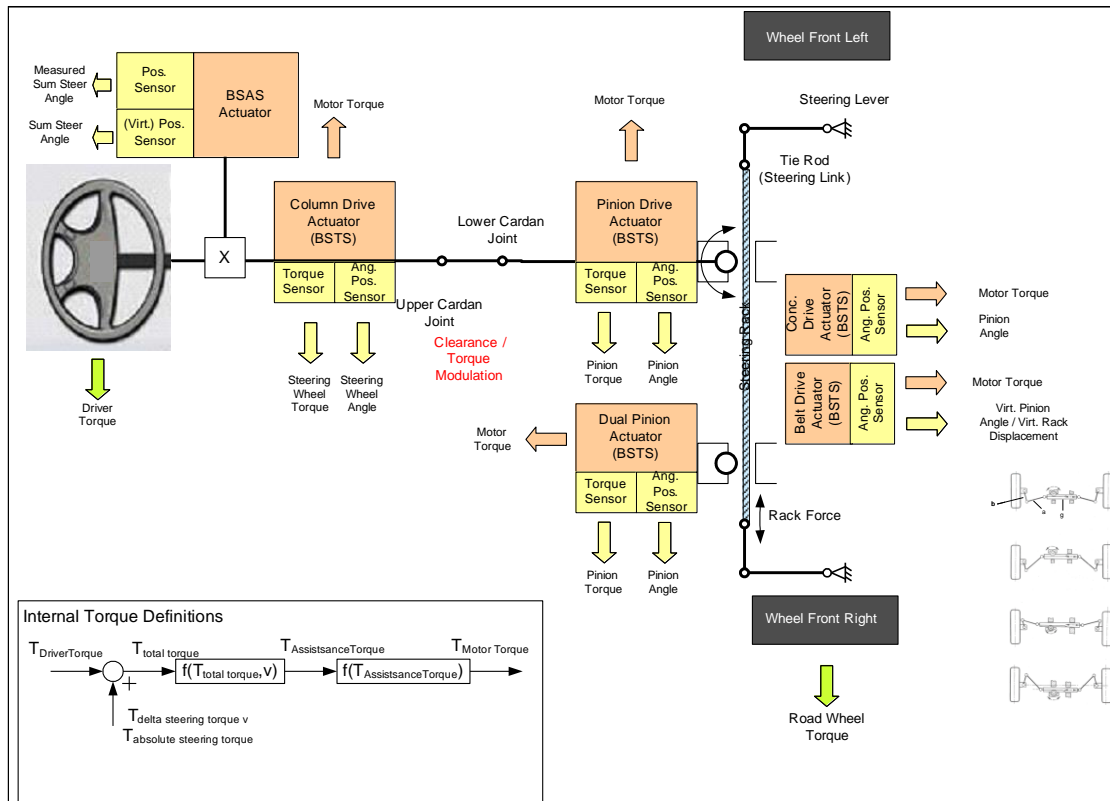 Wheel Front Left
Measured
Sum Steer
Angle
Pos.
Sensor
BSAS
Actuator
Sum Steer
Angle
(Virt.) Pos.
Sensor
Motor Torque
Motor Torque
Steering Lever
Tie Rod
(Steering Link)
X
Column Drive
Actuator
(BSTS)
Torque
Sensor
Ang.
Pos.
Sensor
Lower Cardan
Joint
Upper Cardan
Joint
Clearance /
Torque
Modulation
Pinion Drive
Actuator
(BSTS)
Torque
Sensor
Ang.
Pos.
Sensor
Steering Rack
Conc.
Drive
Actuator
(BSTS)
Ang. Pos.
Sensor
Motor Torque
Pinion
Angle
Belt Drive
Actuator
(BSTS)
Ang. Pos.
Sensor
Motor Torque
Virt. Pinion
Angle / Virt. Rack
Displacement
Driver
Torque
Steering
Wheel
Torque
Steering
Wheel
Angle
Pinion
Torque
Pinion
Angle
Motor
Torque
Dual Pinion
Actuator
(BSTS)
Torque
Sensor
Ang.
Pos.
Sensor
Pinion
Torque
Pinion
Angle
Rack Force
b
a
g
Wheel Front Right
Road Wheel
Torque
Internal Torque Definitions
TDriverTorque
Ttotal torque
f(Ttotal torque,v)
TAssistsanceTorque
f(TAssistsanceTorque)
TMotor Torque
+
Tdelta steering torque v
Tabsolute steering torque